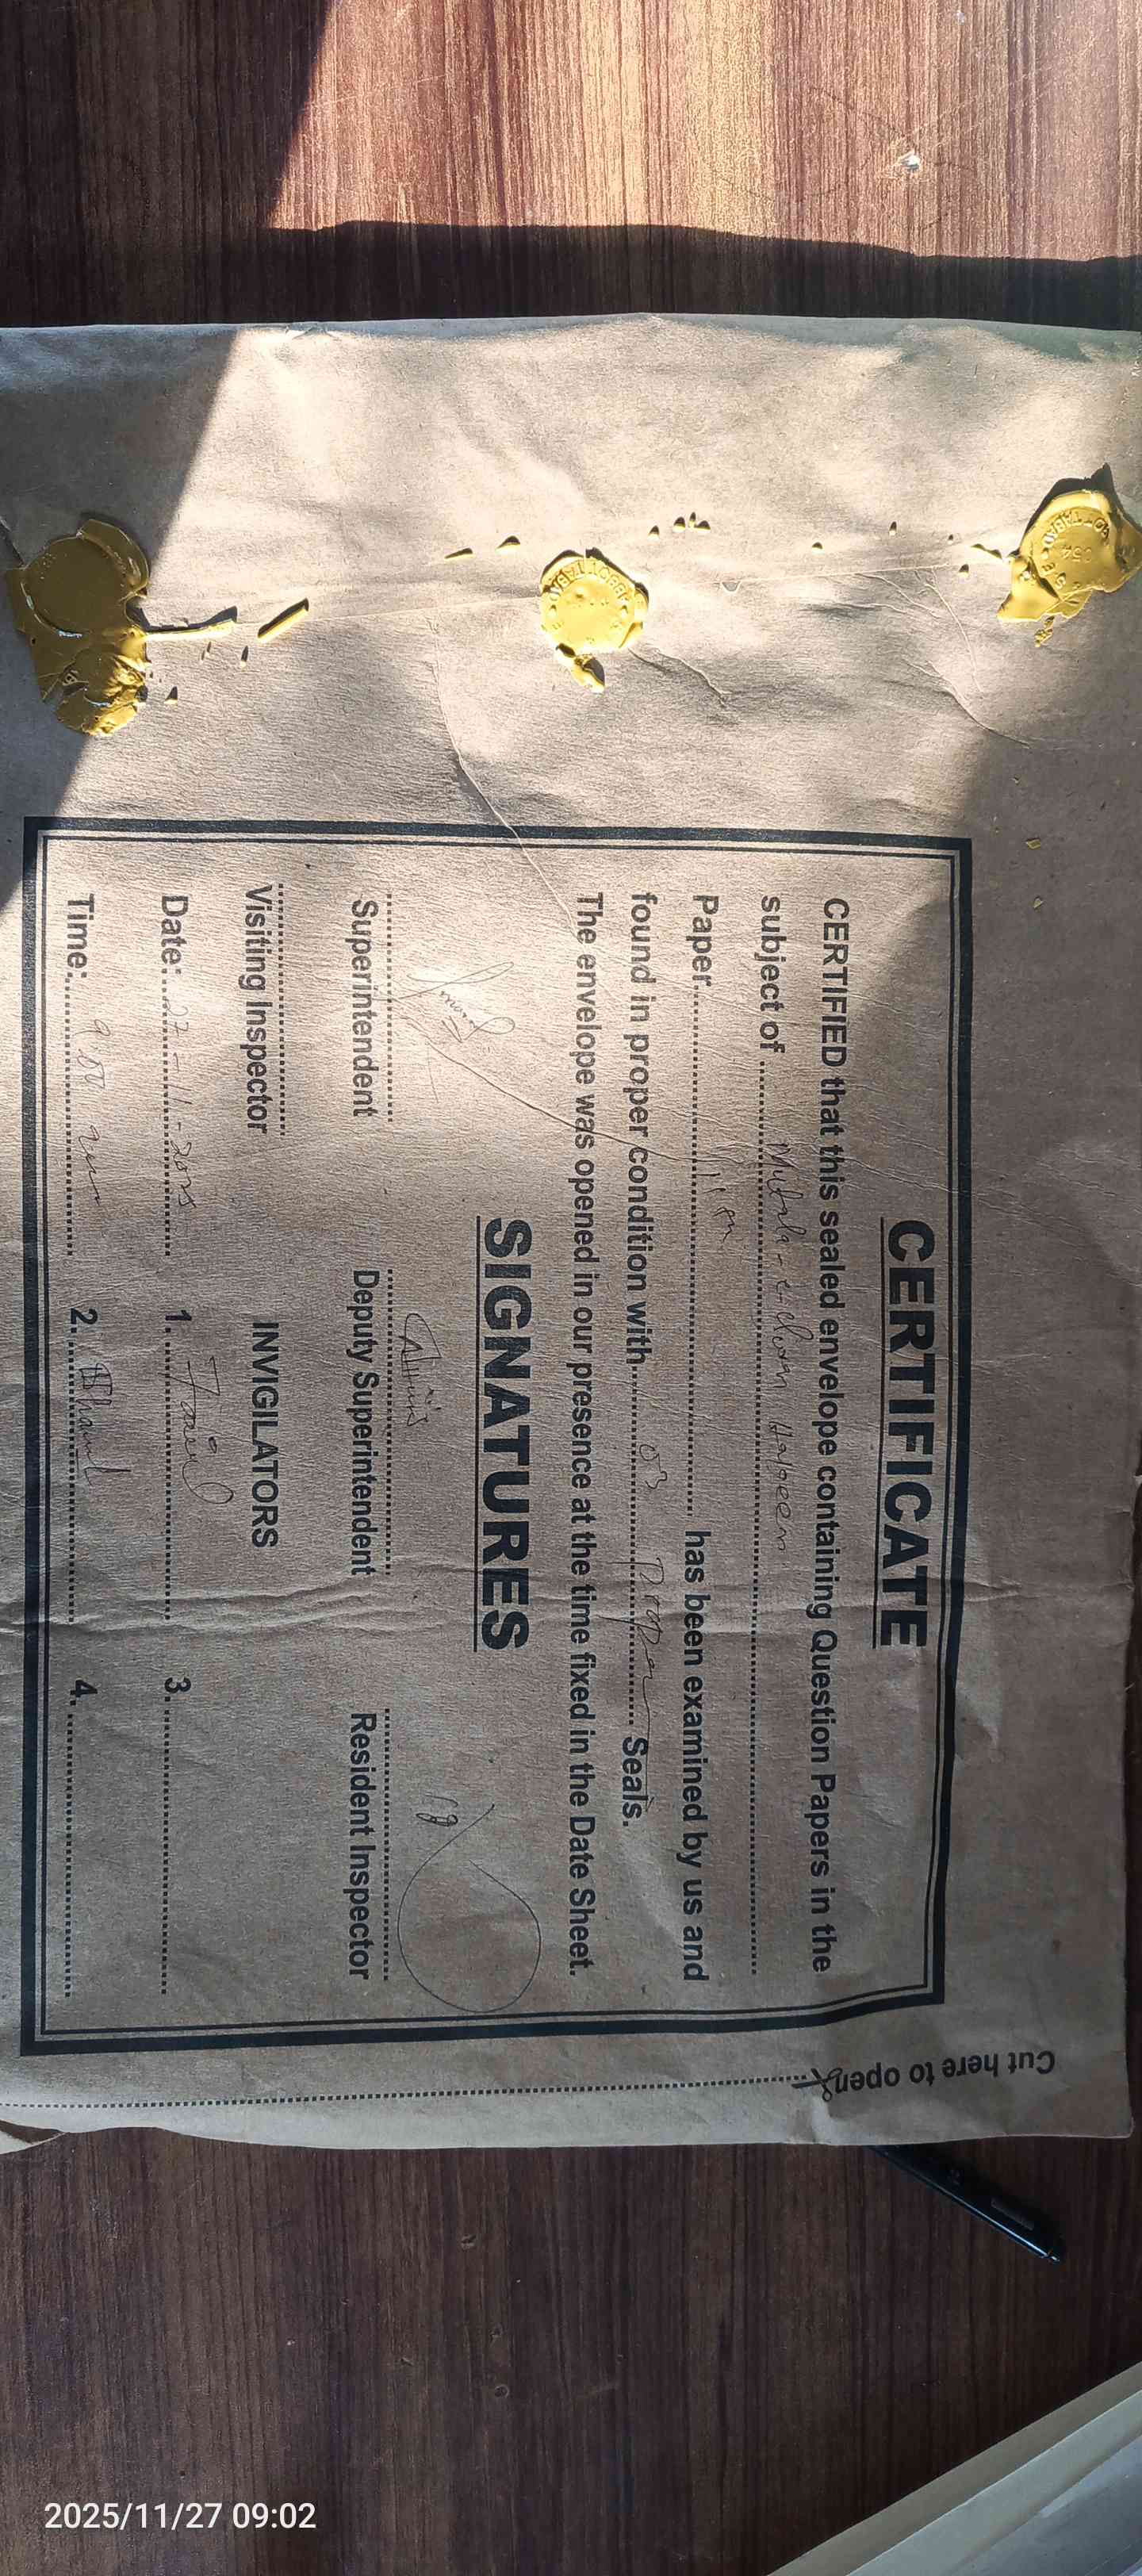 CERTIFICATE
CERTIFIED that this sealed envelope containing Question Papers in the
subject of .......... Mutala-e-
Paper .......... has been examined by us and
found in proper condition with .......... 03 Proper .......... Seals.
The envelope was opened in our presence at the time fixed in the Date Sheet.
SIGNATURES
Superintendent Deputy Superintendent Resident Inspector
Visiting Inspector INVIGILATORS
Date: 27-11-2025 1. 3.
Time: 2. 4.
Cut here to open
ABBOTTABAD
2025/11/27 09:02